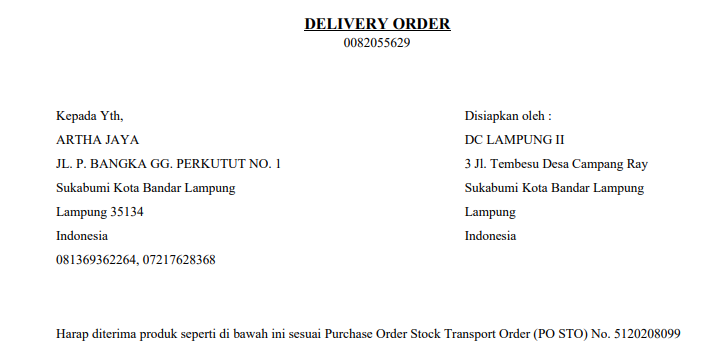 DELIVERY ORDER
0082055629
Kepada Yth,
ARTHA JAYA
JL. P. BANGKA GG. PERKUTUT NO. 1
Sukabumi Kota Bandar Lampung
Lampung 35134
Indonesia
081369362264, 07217628368
Disiapkan oleh :
DC LAMPUNG II
3 Jl. Tembesu Desa Campang Ray
Sukabumi Kota Bandar Lampung
Lampung
Indonesia
Harap diterima produk seperti di bawah ini sesuai Purchase Order Stock Transport Order (PO STO) No. 5120208099